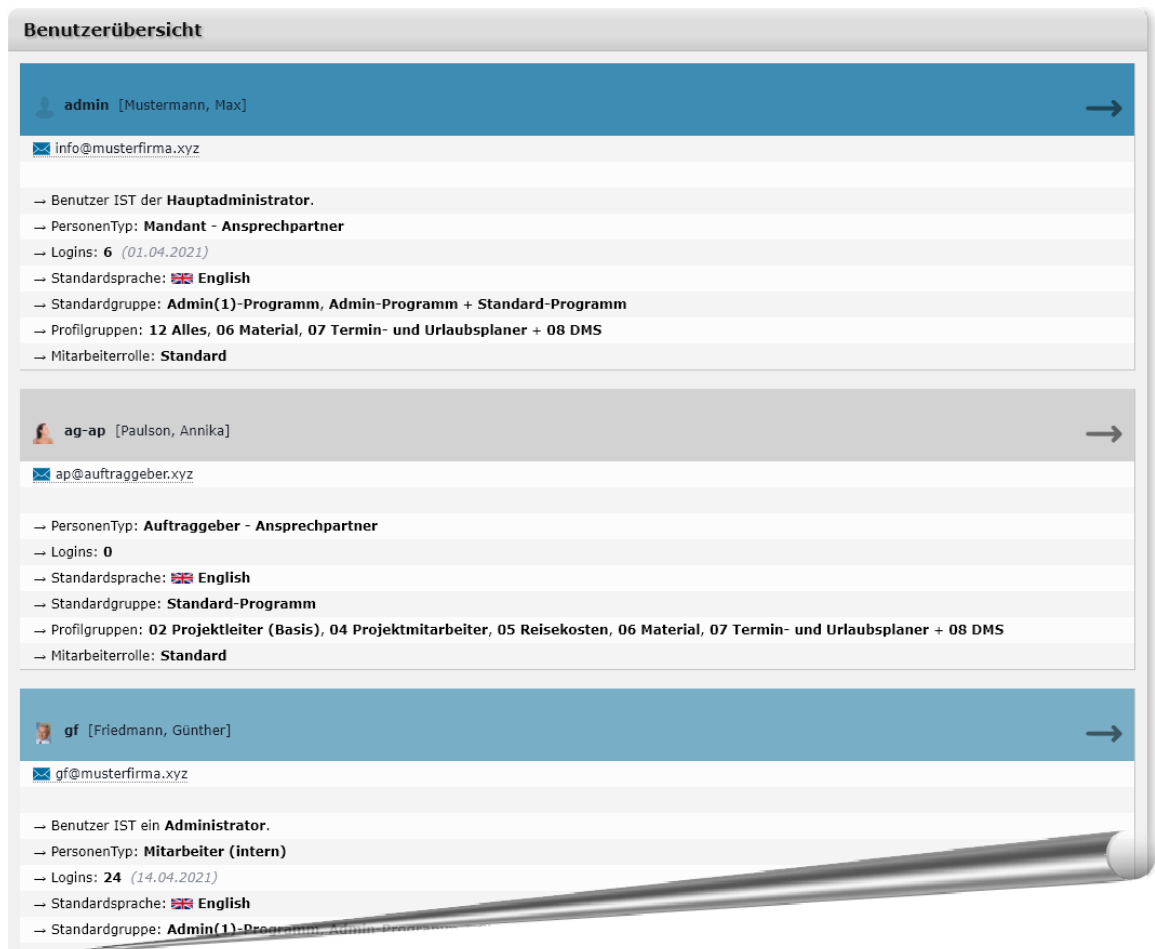 Benutzerübersicht
admin [Mustermann, Max]
info@musterfirma.xyz
→ Benutzer IST der Hauptadministrator.
→ PersonenTyp: Mandant - Ansprechpartner
→ Logins: 6 (01.04.2021)
→ Standardsprache: English
→ Standardgruppe: Admin(1)-Programm, Admin-Programm + Standard-Programm
→ Profilgruppen: 12 Alles, 06 Material, 07 Termin- und Urlaubsplaner + 08 DMS
→ Mitarbeiterrolle: Standard
ag-ap [Paulson, Annika]
ap@auftraggeber.xyz
→ PersonenTyp: Auftraggeber - Ansprechpartner
→ Logins: 0
→ Standardsprache: English
→ Standardgruppe: Standard-Programm
→ Profilgruppen: 02 Projektleiter (Basis), 04 Projektmitarbeiter, 05 Reisekosten, 06 Material, 07 Termin- und Urlaubsplaner + 08 DMS
→ Mitarbeiterrolle: Standard
gf [Friedmann, Günther]
gf@musterfirma.xyz
→ Benutzer IST ein Administrator.
→ PersonenTyp: Mitarbeiter (intern)
→ Logins: 24 (14.04.2021)
→ Standardsprache: English
→ Standardgruppe: Admin(1)-Programm, Admin-Programm